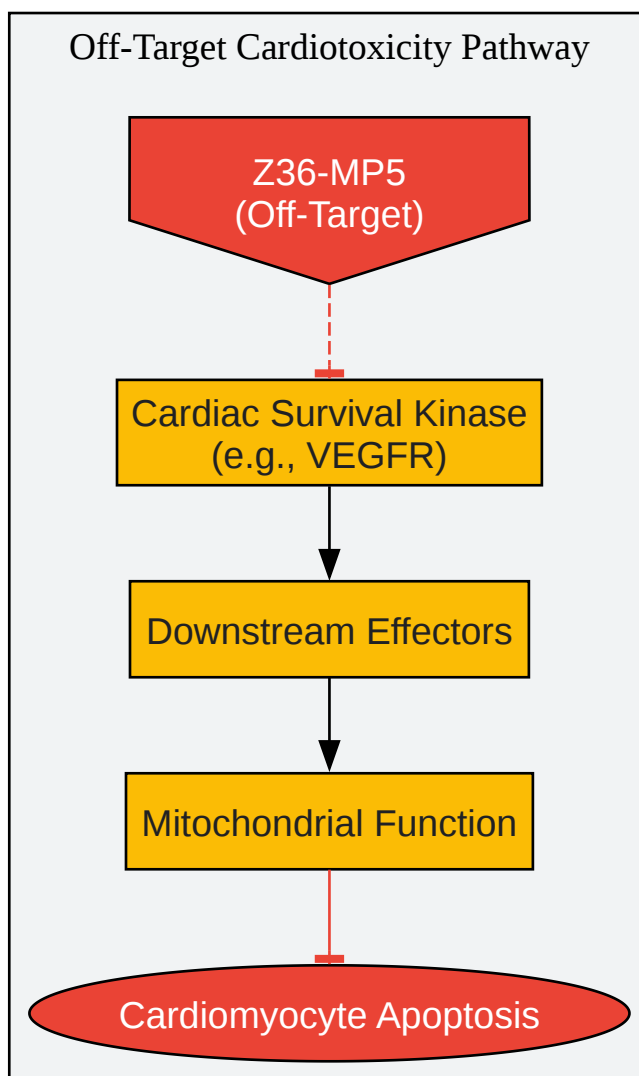 Off-Target Cardiotoxicity Pathway
Z36-MP5
(Off-Target)
Cardiac Survival Kinase
(e.g., VEGFR)
Downstream Effectors
Mitochondrial Function
Cardiomyocyte Apoptosis